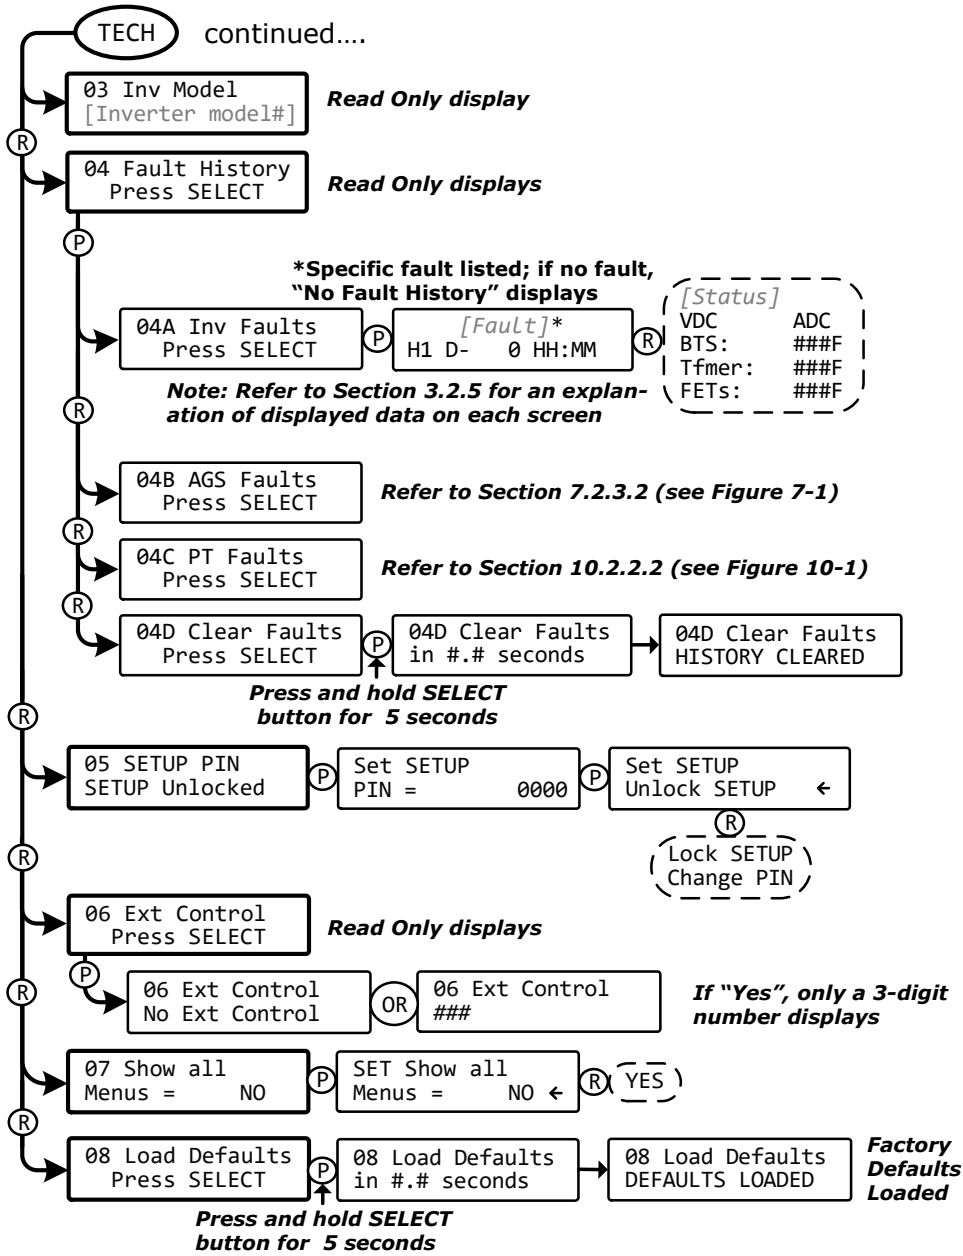 TECH continued….
03 Inv Model
[Inverter model#]
Read Only display
R
04 Fault History
Press SELECT
Read Only displays
P
*Specific fault listed; if no fault,
“No Fault History” displays
04A Inv Faults
Press SELECT
P
[Fault]*
H1 D- 0 HH:MM
R
[Status]
VDC ADC
BTS: ###F
Tfmer: ###F
FETs: ###F
Note: Refer to Section 3.2.5 for an explan-
ation of displayed data on each screen
R
04B AGS Faults
Press SELECT
Refer to Section 7.2.3.2 (see Figure 7-1)
R
04C PT Faults
Press SELECT
Refer to Section 10.2.2.2 (see Figure 10-1)
R
04D Clear Faults
Press SELECT
P
04D Clear Faults
in #.# seconds
04D Clear Faults
HISTORY CLEARED
Press and hold SELECT
button for 5 seconds
R
05 SETUP PIN
SETUP Unlocked
P
Set SETUP
PIN = 0000
P
Set SETUP
Unlock SETUP ←
R
Lock SETUP
Change PIN
R
06 Ext Control
Press SELECT
Read Only displays
P
06 Ext Control
No Ext Control
OR
06 Ext Control
###
If “Yes”, only a 3-digit
number displays
R
07 Show all
Menus = NO
P
SET Show all
Menus = NO ←
R
YES
R
08 Load Defaults
Press SELECT
P
08 Load Defaults
in #.# seconds
08 Load Defaults
DEFAULTS LOADED
Factory
Defaults
Loaded
Press and hold SELECT
button for 5 seconds